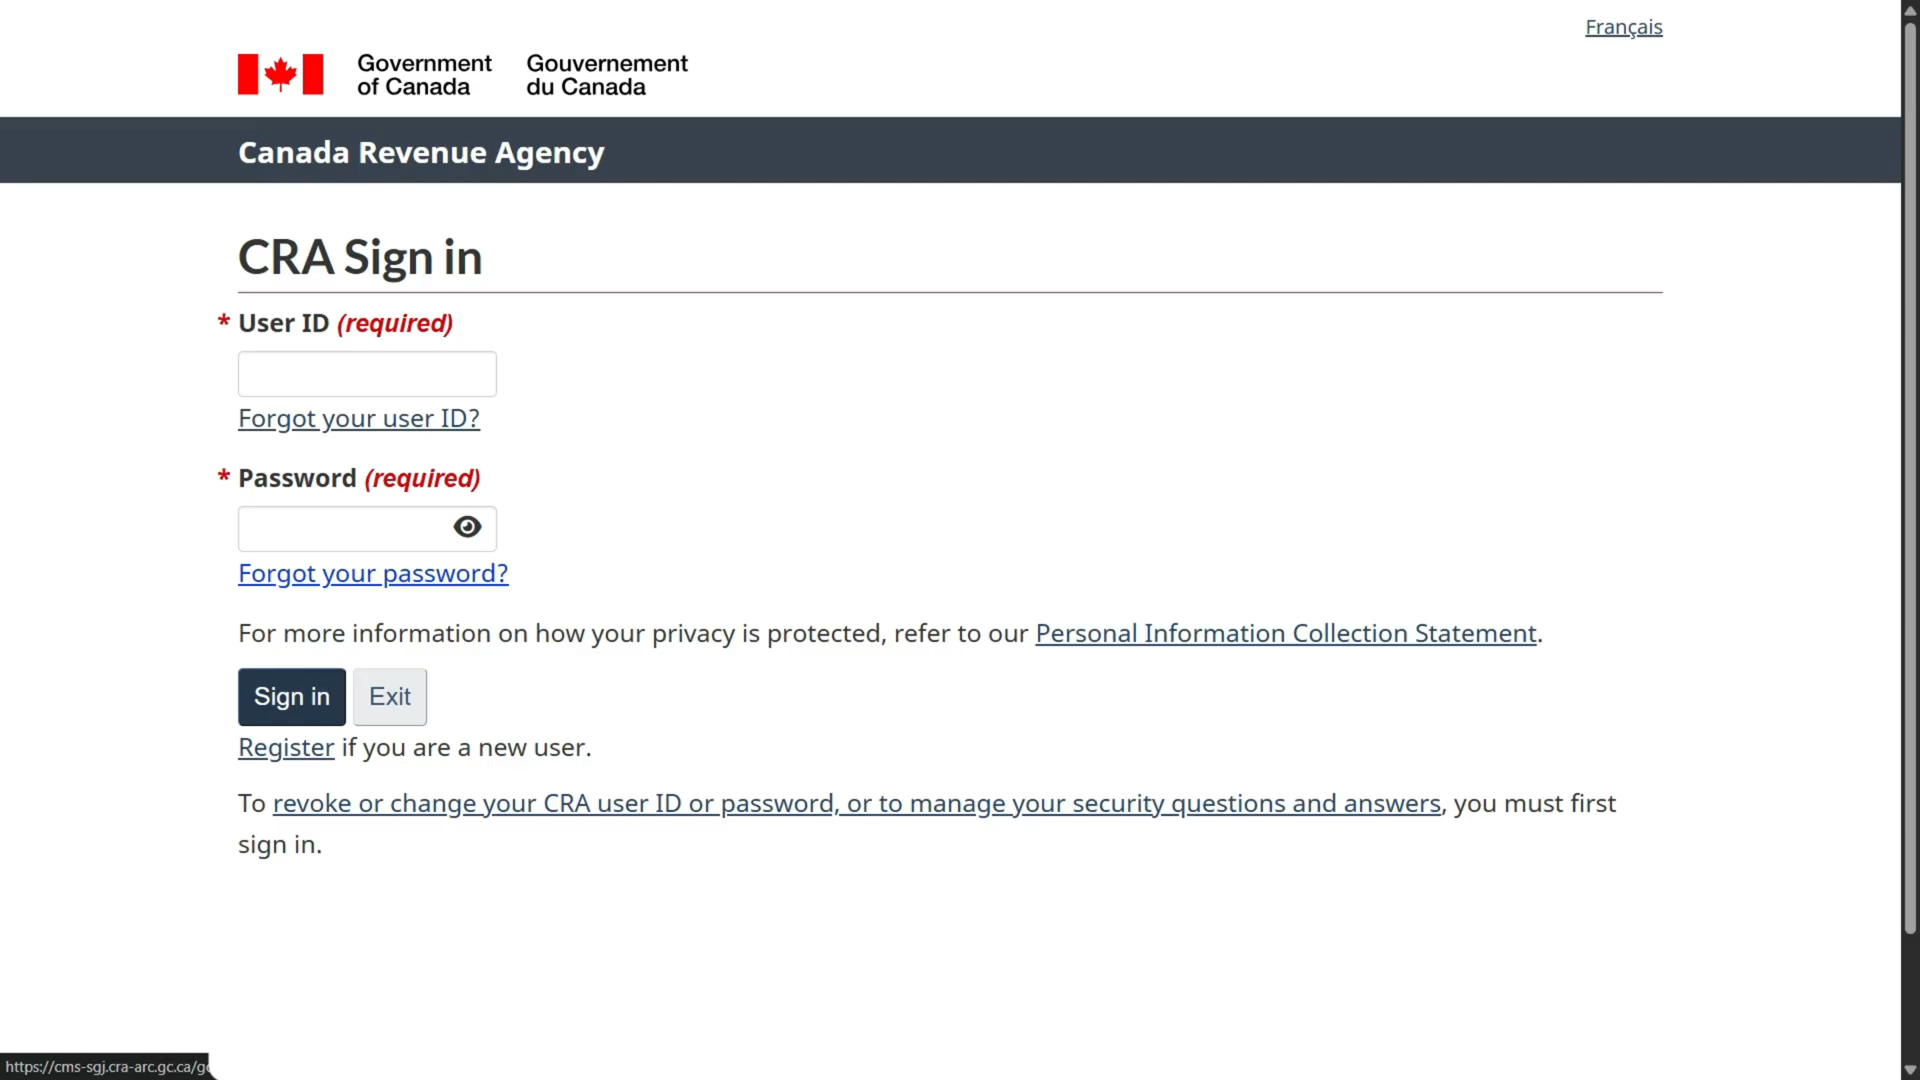 Français
Government of Canada
Gouvernement du Canada
Canada Revenue Agency
CRA Sign in
* User ID (required)
Forgot your user ID?
* Password (required)
Forgot your password?
For more information on how your privacy is protected, refer to our Personal Information Collection Statement.
Sign in Exit
Register if you are a new user.
To revoke or change your CRA user ID or password, or to manage your security questions and answers, you must first
sign in.
https://cms-sgj.cra-arc.gc.ca/g